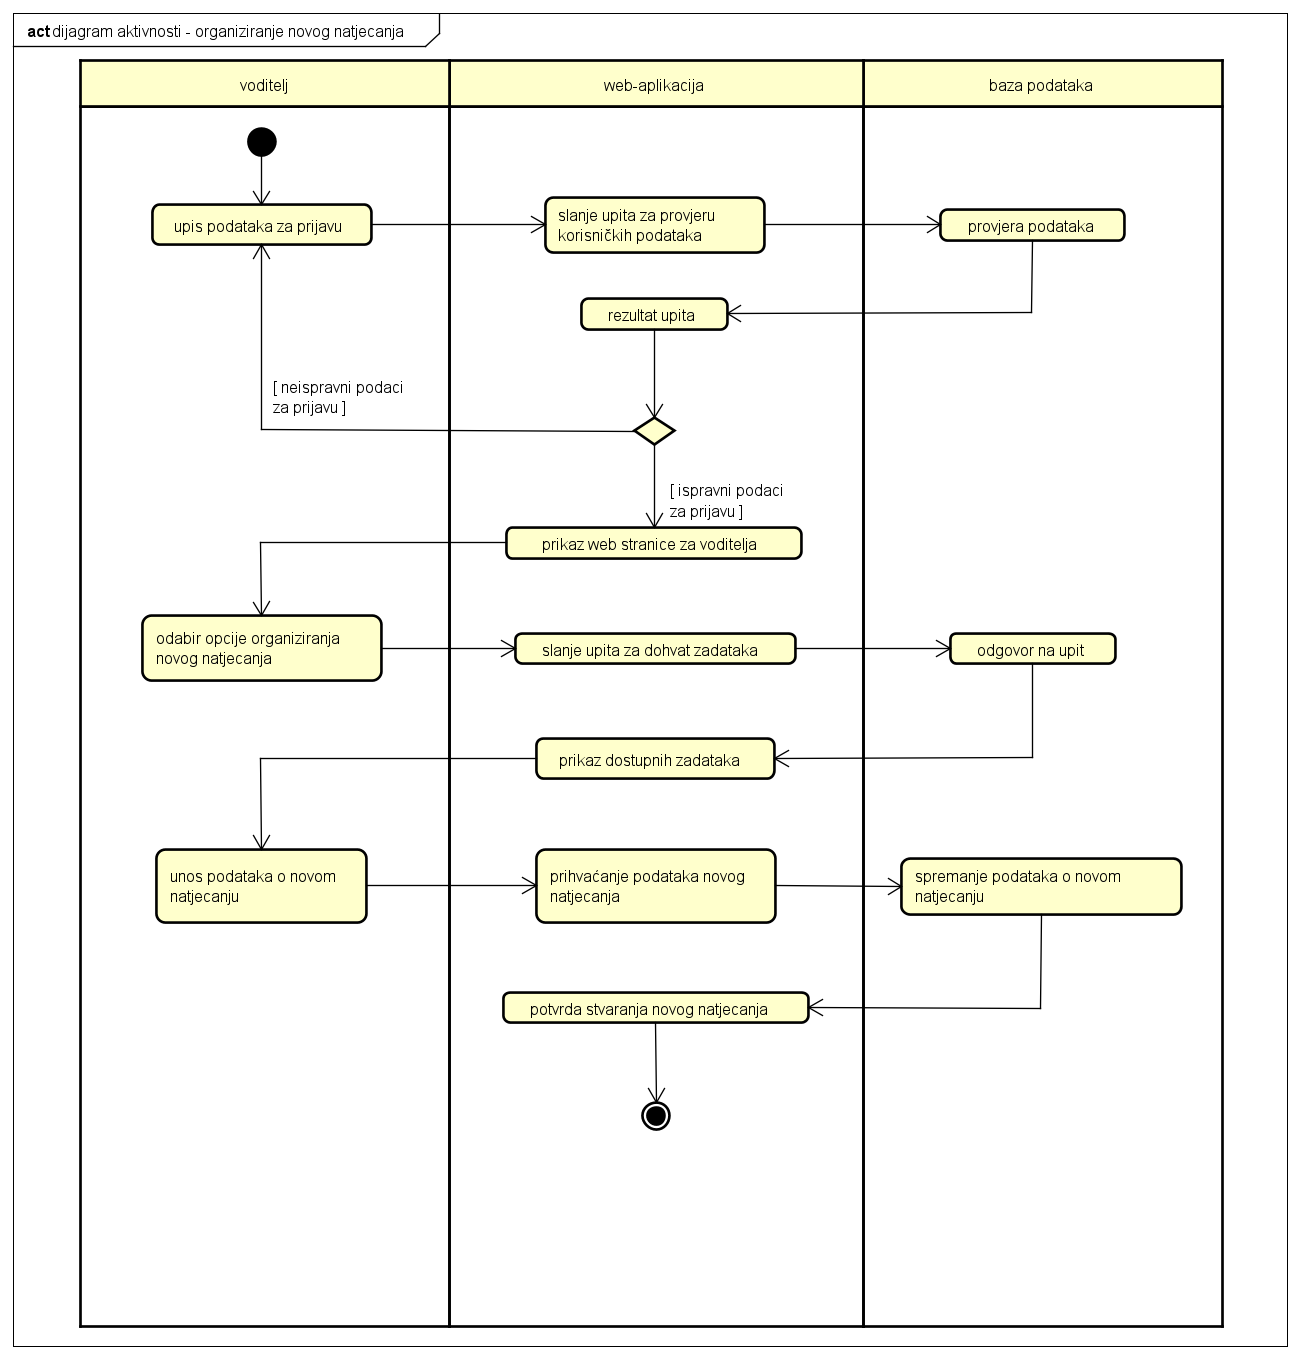 act dijagram aktivnosti - organiziranje novog natjecanja
voditelj
web-aplikacija
baza podataka
upis podataka za prijavu
slanje upita za provjeru
korisničkih podataka
provjera podataka
rezultat upita
[ neispravni podaci
za prijavu ]
[ ispravni podaci
za prijavu ]
prikaz web stranice za voditelja
odabir opcije organiziranja
novog natjecanja
slanje upita za dohvat zadataka
odgovor na upit
prikaz dostupnih zadataka
unos podataka o novom
natjecanju
prihvaćanje podataka novog
natjecanja
spremanje podataka o novom
natjecanju
potvrda stvaranja novog natjecanja